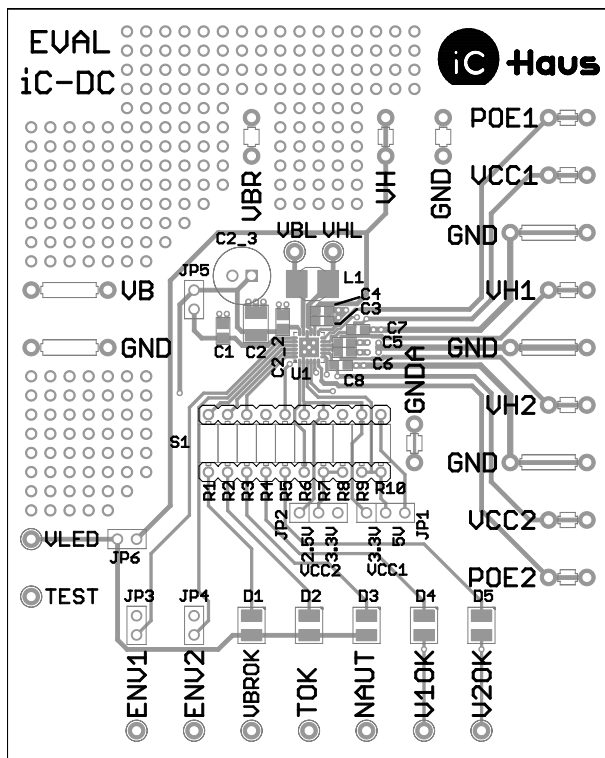 EVAL
iC-DC
iC Haus
POE1
VCC1
GND
VH1
GND
VH2
GND
VCC2
POE2
VBR
VH
GND
VBL
VHL
C2_3
L1
JP5
C4
C3
VB
C1
C2
C2_2
U1
C7
C5
C6
C8
GND
GNDA
S1
R1
R2
R3
R4
R5
R6
R7
R8
R9
R10
JP2
2.5V
3.3V
VCC2
3.3V
5V
VCC1
JP1
VLED
JP6
TEST
JP3
JP4
D1
D2
D3
D4
D5
ENV1
ENV2
VBROK
TOK
NAUT
V1OK
V2OK